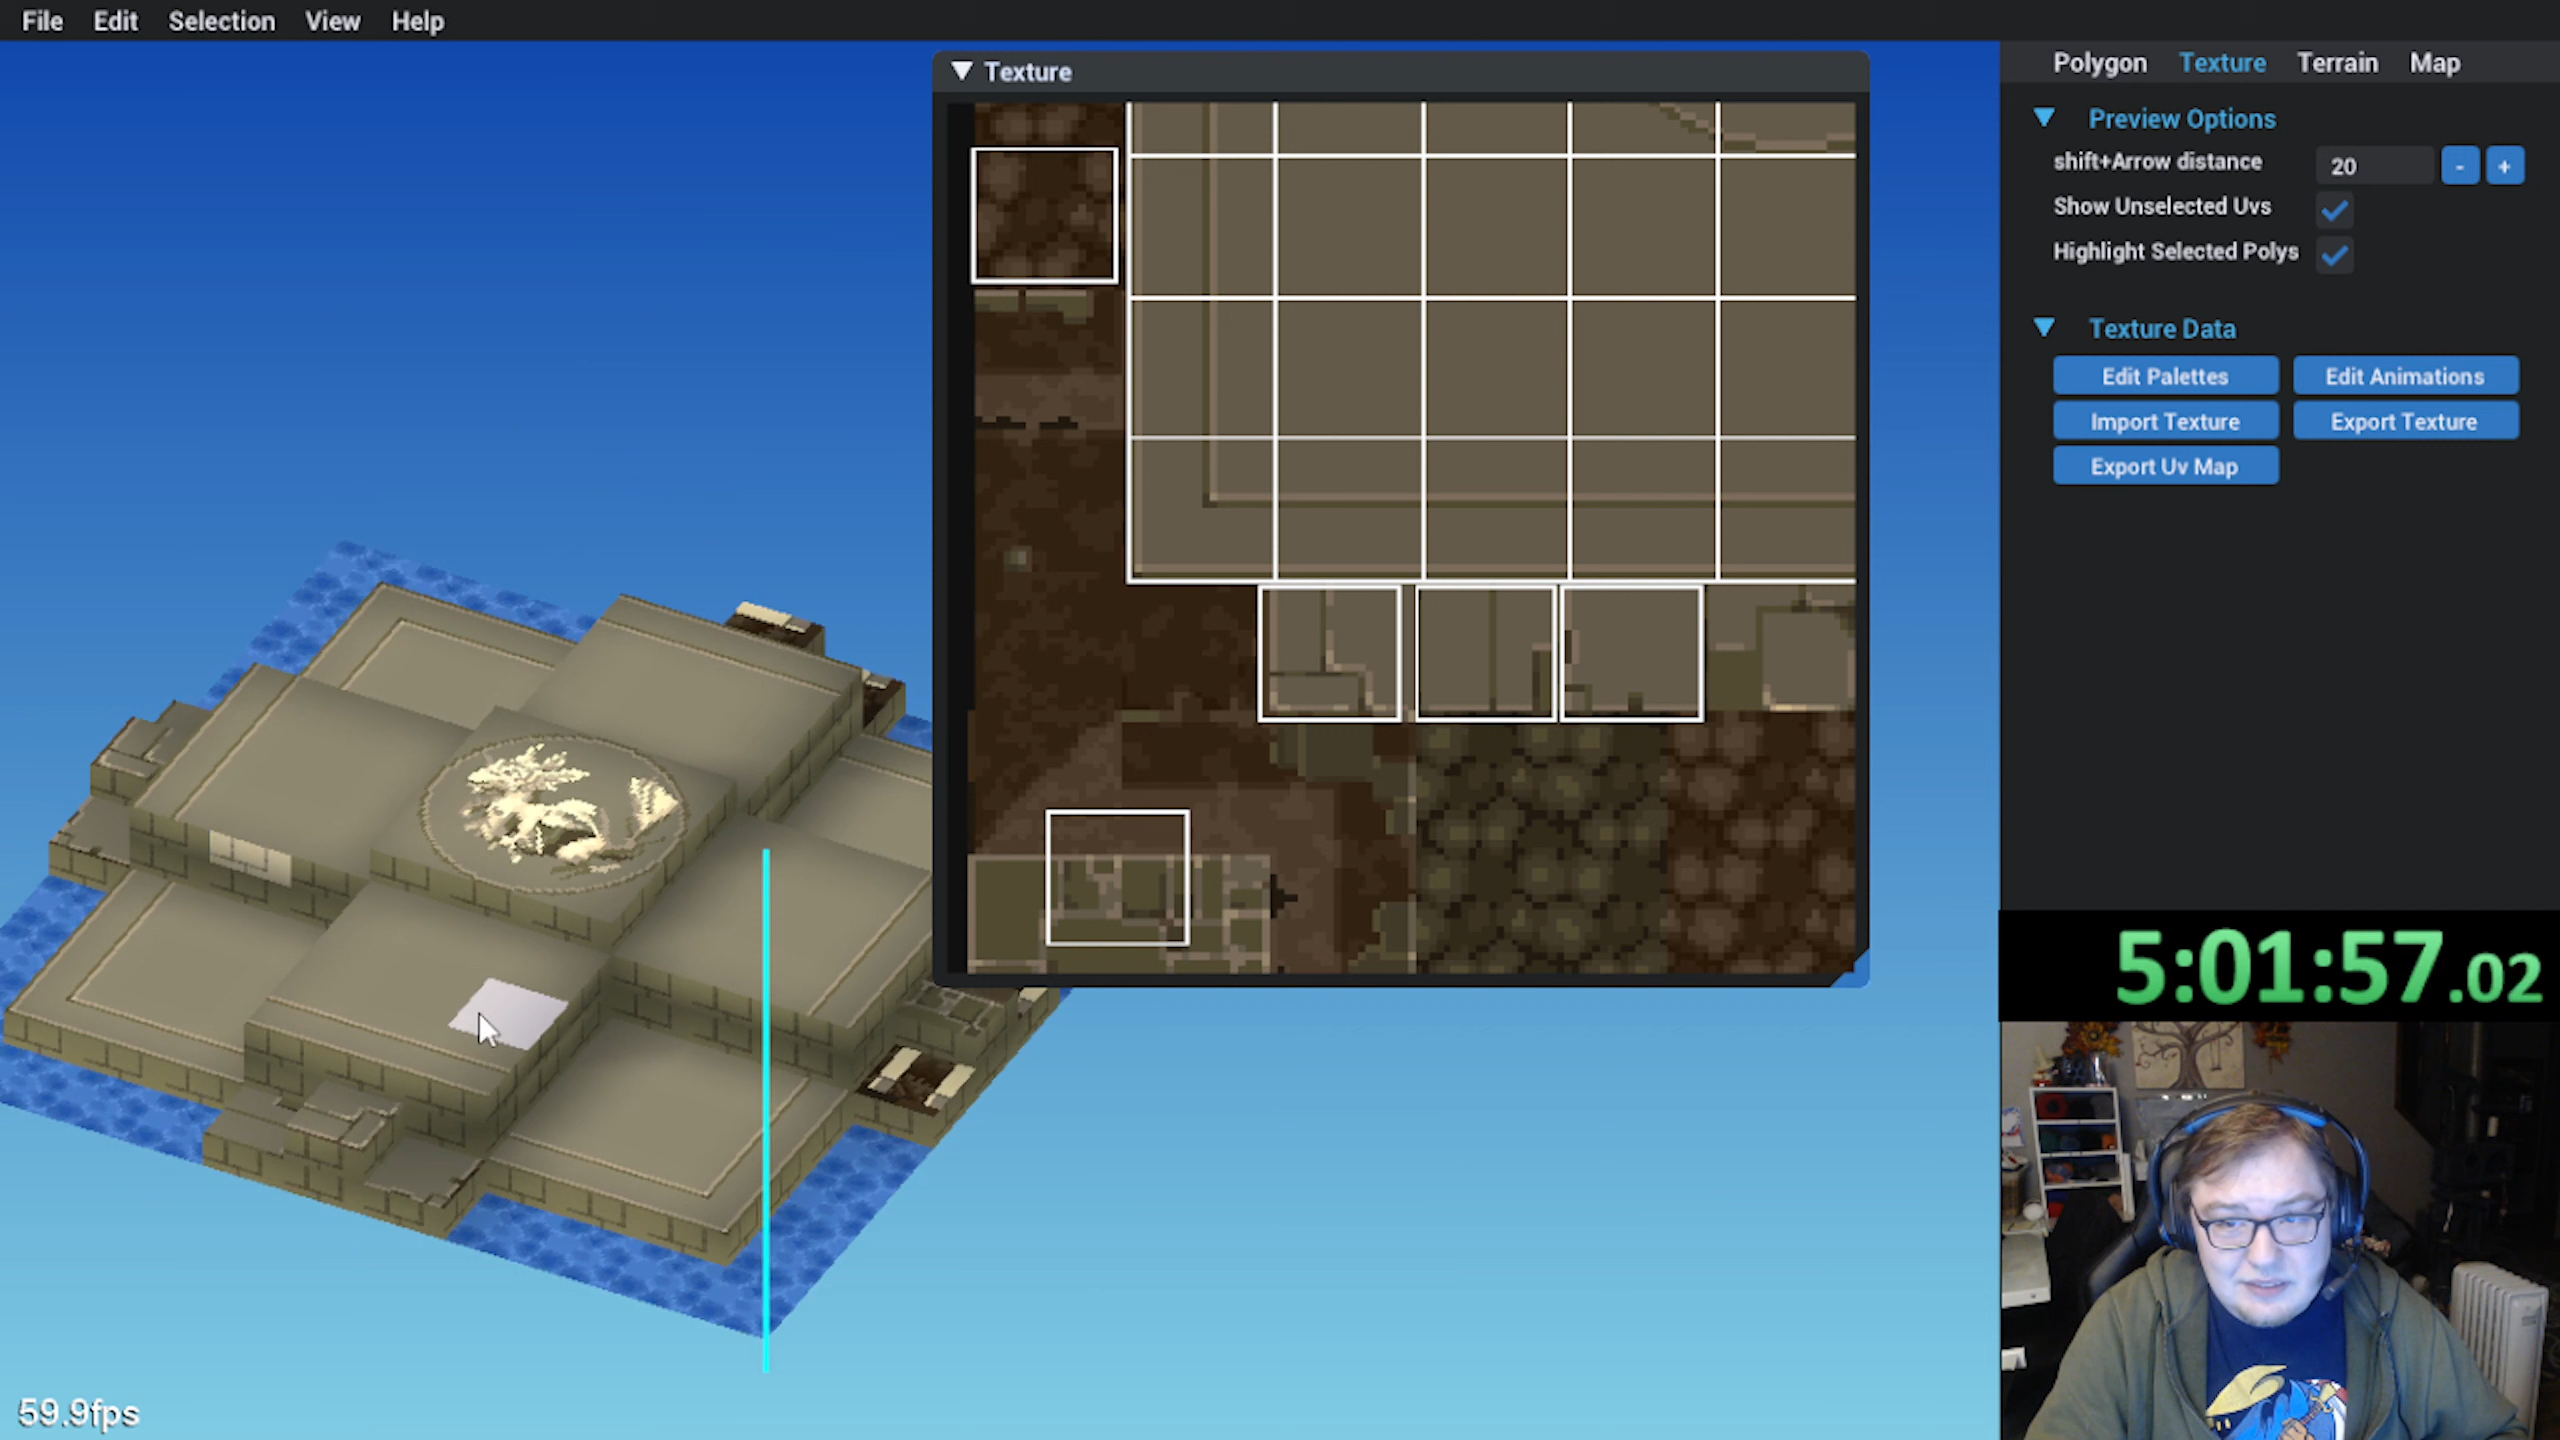 File Edit Selection View Help
Texture
Polygon Texture Terrain Map
Preview Options
shift+Arrow distance 20 - +
Show Unselected Uvs
Highlight Selected Polys
Texture Data
Edit Palettes Edit Animations
Import Texture Export Texture
Export Uv Map
5:01:57.02
59.9fps